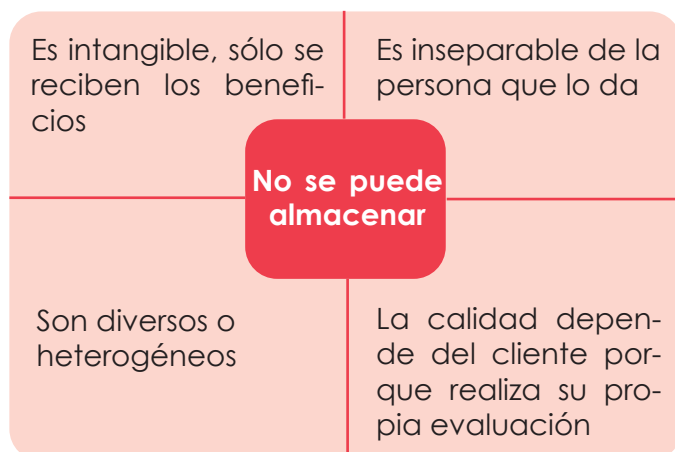 Es intangible, sólo se
reciben los benefi-
cios
Es inseparable de la
persona que lo da
No se puede
almacenar
Son diversos o
heterogéneos
La calidad depen-
de del cliente por-
que realiza su pro-
pia evaluación